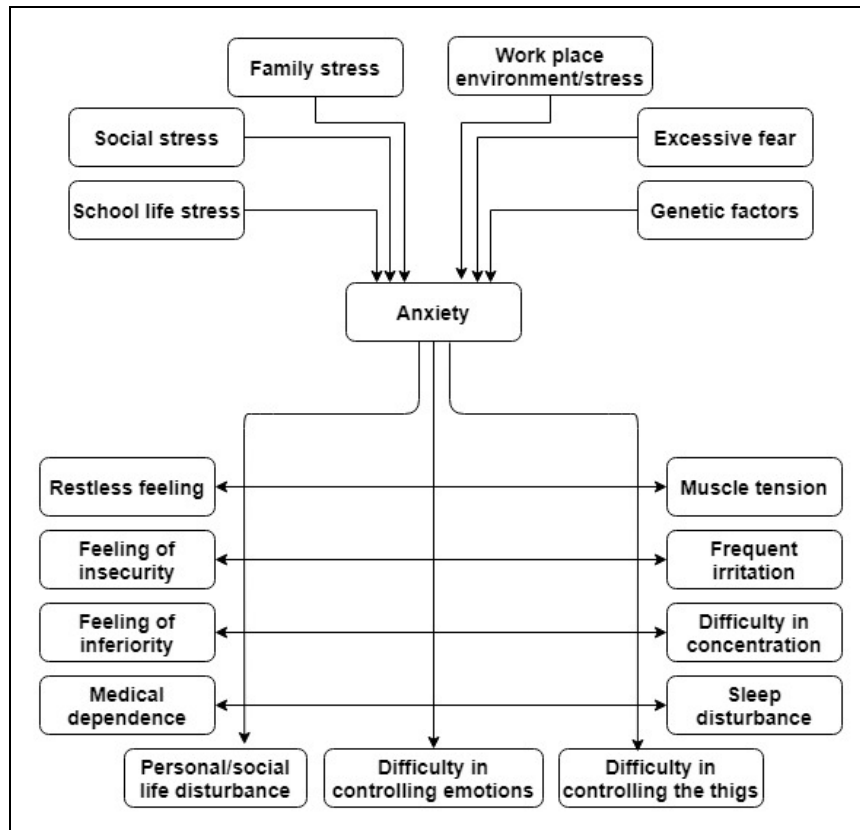 Family stress
Work place
environment/stress
Social stress
Excessive fear
School life stress
Genetic factors
Anxiety
Restless feeling
Muscle tension
Feeling of
insecurity
Frequent
irritation
Feeling of
inferiority
Difficulty in
concentration
Medical
dependence
Sleep
disturbance
Personal/social
life disturbance
Difficulty in
controlling emotions
Difficulty in
controlling the thigs